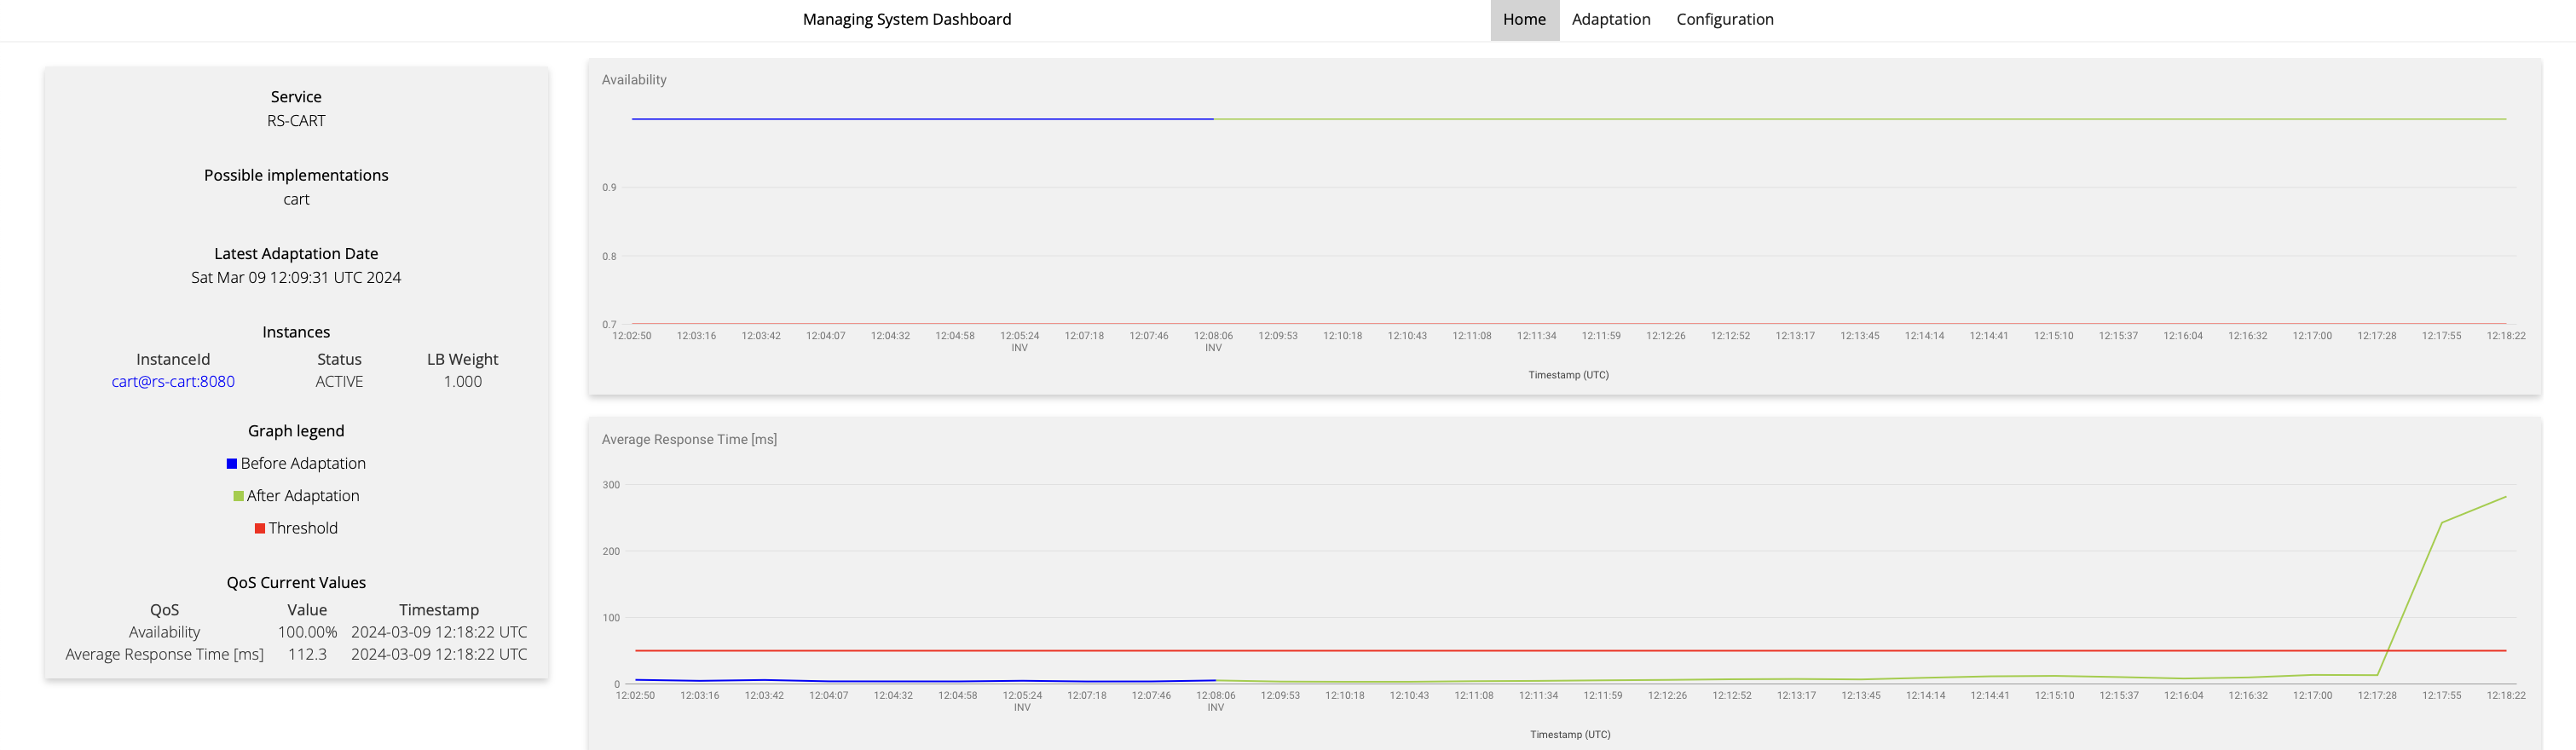 Managing System Dashboard Home Adaptation Configuration
Service
RS-CART
Possible implementations
cart
Latest Adaptation Date
Sat Mar 09 12:09:31 UTC 2024
Instances
InstanceId Status LB Weight
cart@rs-cart:8080 ACTIVE 1.000
Graph legend
Before Adaptation
After Adaptation
Threshold
QoS Current Values
QoS Value Timestamp
Availability 100.00% 2024-03-09 12:18:22 UTC
Average Response Time [ms] 112.3 2024-03-09 12:18:22 UTC
Availability
0.9
0.8
0.7
12:02:50 12:03:16 12:03:42 12:04:07 12:04:32 12:04:58 12:05:24 12:07:18 12:07:46 12:08:06 12:09:53 12:10:18 12:10:43 12:11:08 12:11:34 12:11:59 12:12:26 12:12:52 12:13:17 12:13:45 12:14:14 12:14:41 12:15:10 12:15:37 12:16:04 12:16:32 12:17:00 12:17:28 12:17:55 12:18:22
INV INV
Timestamp (UTC)
Average Response Time [ms]
300
200
100
0
12:02:50 12:03:16 12:03:42 12:04:07 12:04:32 12:04:58 12:05:24 12:07:18 12:07:46 12:08:06 12:09:53 12:10:18 12:10:43 12:11:08 12:11:34 12:11:59 12:12:26 12:12:52 12:13:17 12:13:45 12:14:14 12:14:41 12:15:10 12:15:37 12:16:04 12:16:32 12:17:00 12:17:28 12:17:55 12:18:22
INV INV
Timestamp (UTC)